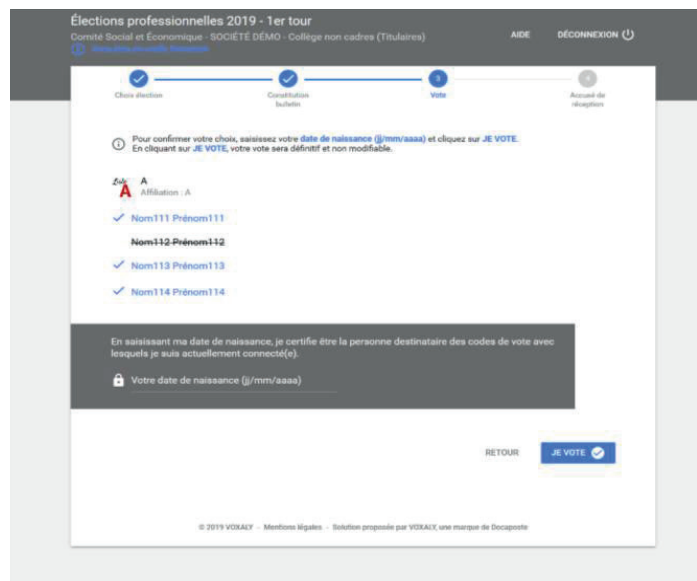 Élections professionnelles 2019 - 1er tour
Comité Social et Économique - SOCIÉTÉ DÉMO - Collège non cadres (Titulaires)
AIDE
DÉCONNEXION
Choix élection
Constitution
bulletin
3
Vote
4
Accusé de
réception
Pour confirmer votre choix, saisissez votre date de naissance (jj/mm/aaaa) et cliquez sur JE VOTE.
En cliquant sur JE VOTE, votre vote sera définitif et non modifiable.
A
A
Affiliation : A
Nom111 Prénom111
Nom112 Prénom112
Nom113 Prénom113
Nom114 Prénom114
En saisissant ma date de naissance, je certifie être la personne destinataire des codes de vote avec
lesquels je suis actuellement connecté(e).
Votre date de naissance (jj/mm/aaaa)
RETOUR
JE VOTE
© 2019 VOXALY - Mentions légales - Solution proposée par VOXALY, une marque de Docaposte